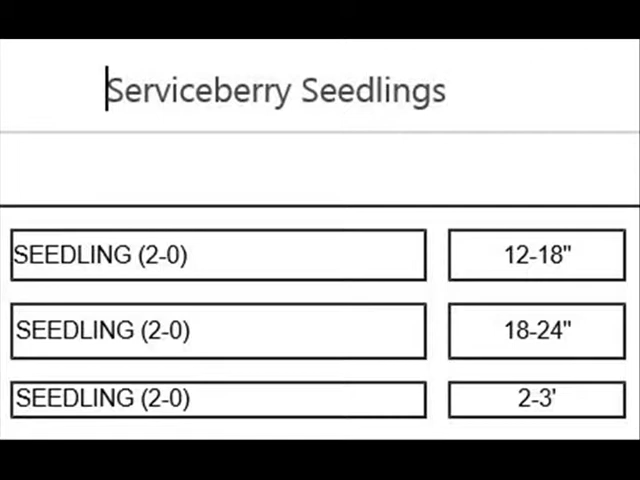 Serviceberry Seedlings
SEEDLING (2-0) 12-18"
SEEDLING (2-0) 18-24"
SEEDLING (2-0) 2-3'